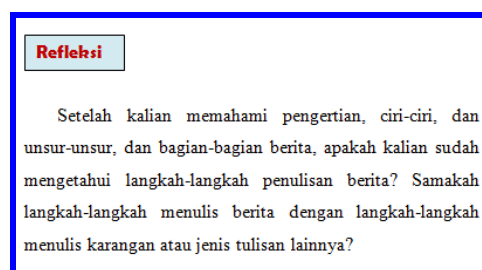 Refleksi
Setelah kalian memahami pengertian, ciri-ciri, dan
unsur-unsur, dan bagian-bagian berita, apakah kalian sudah
mengetahui langkah-langkah penulisan berita? Samakah
langkah-langkah menulis berita dengan langkah-langkah
menulis karangan atau jenis tulisan lainnya?